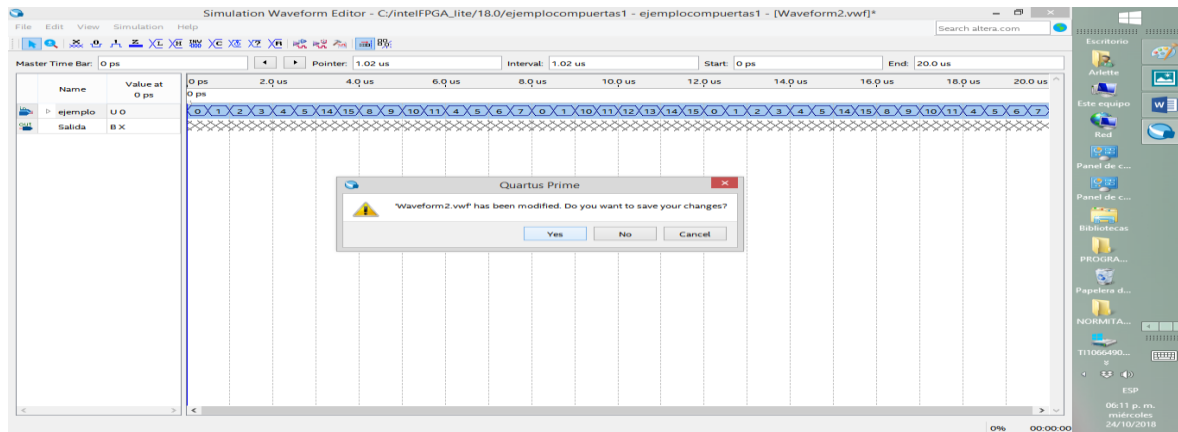 Simulation Waveform Editor - C:/intelFPGA_lite/18.0/ejemplocompuertas1 - ejemplocompuertas1 - [Waveform2.vwf]*
File Edit View Simulation Help
Search altera.com
Master Time Bar: 0 ps
Pointer: 1.02 us
Interval: 1.02 us
Start: 0 ps
End: 20.0 us
Name
Value at
0 ps
0 ps 2.0 us 4.0 us 6.0 us 8.0 us 10.0 us 12.0 us 14.0 us 16.0 us 18.0 us 20.0 us
0 ps
ejemplo U 0
0 1 2 3 4 5 14 15 8 9 10 11 4 5 6 7 0 1 10 11 12 13 14 15 0 1 2 3 4 5 14 15 8 9 10 11 4 5 6 7
Salida B X
Quartus Prime
'Waveform2.vwf' has been modified. Do you want to save your changes?
Yes No Cancel
0% 00:00:00
Escritorio
Arlette
Este equipo
Red
Panel de c...
Panel de c...
Bibliotecas
PROGRA...
Papelera d...
NORMITA...
TI1066490...
ESP
06:11 p. m.
miércoles
24/10/2018